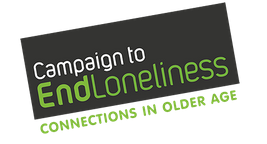 Campaign to
EndLoneliness
CONNECTIONS IN OLDER AGE